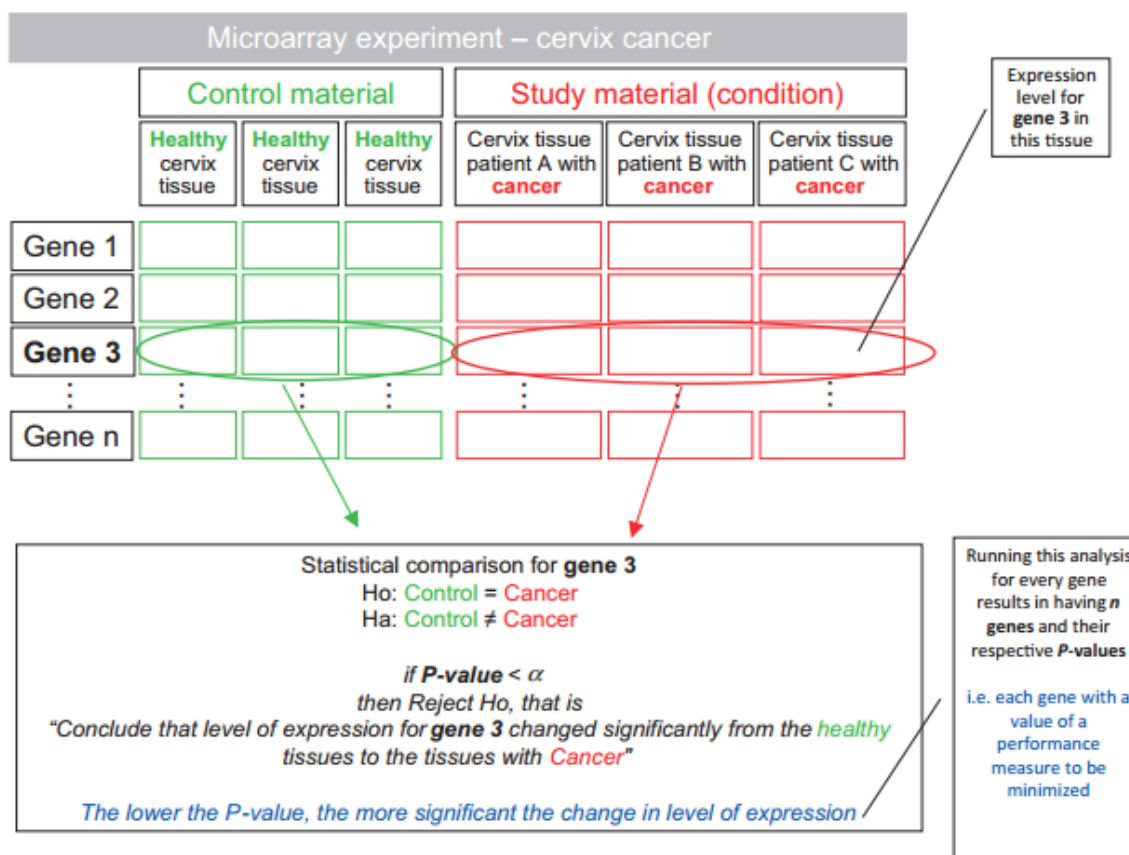 Microarray experiment – cervix cancer
Control material
Study material (condition)
Healthy
cervix
tissue
Healthy
cervix
tissue
Healthy
cervix
tissue
Cervix tissue
patient A with
cancer
Cervix tissue
patient B with
cancer
Cervix tissue
patient C with
cancer
Expression
level for
gene 3 in
this tissue
Gene 1
Gene 2
Gene 3
Gene n
Statistical comparison for gene 3
Ho: Control = Cancer
Ha: Control ≠ Cancer
if P-value < α
then Reject Ho, that is
“Conclude that level of expression for gene 3 changed significantly from the healthy
tissues to the tissues with Cancer”
The lower the P-value, the more significant the change in level of expression
Running this analysis
for every gene
results in having n
genes and their
respective P-values
i.e. each gene with a
value of a
performance
measure to be
minimized